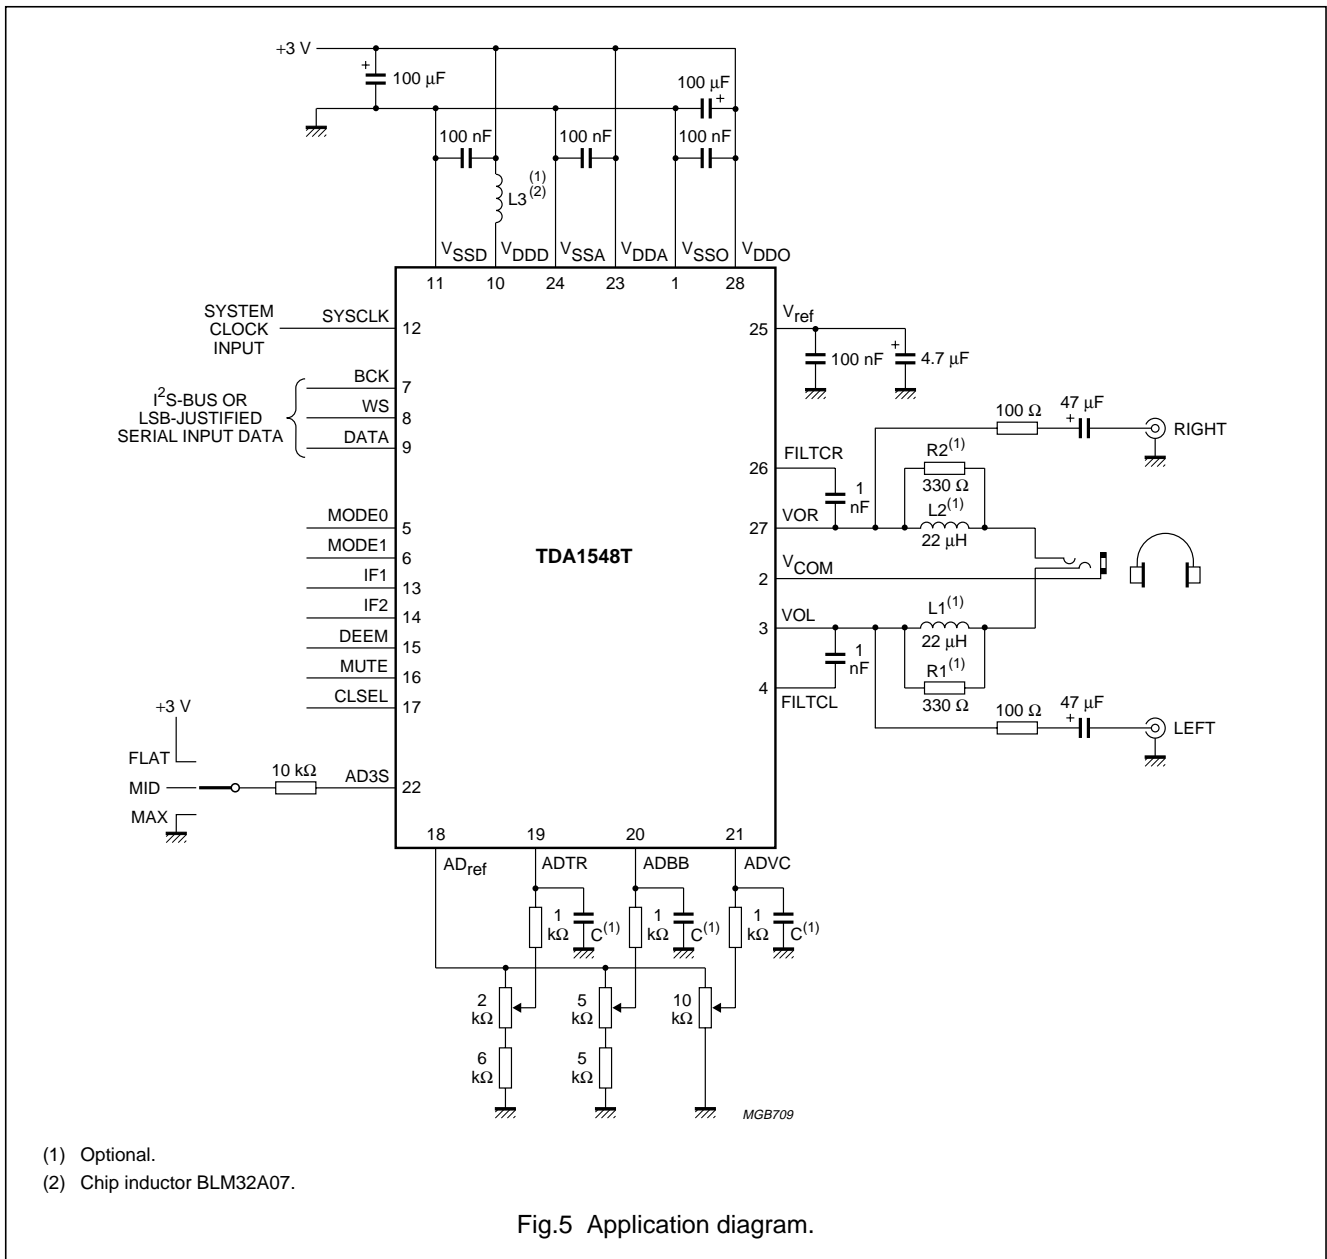 +3 V
+
100 µF
100 µF
+
100 nF
100 nF
100 nF
L3(1)
(2)
VSSD
VDDD
VSSA
VDDA
VSSO
VDDO
11
10
24
23
1
28
SYSTEM
CLOCK
INPUT
SYSCLK
12
I2S-BUS OR
LSB-JUSTIFIED
SERIAL INPUT DATA
BCK
7
WS
8
DATA
9
MODE0
5
MODE1
6
IF1
13
IF2
14
DEEM
15
MUTE
16
CLSEL
17
+3 V
FLAT
MID
MAX
10 kΩ
AD3S
22
TDA1548T
25
Vref
100 nF
+
4.7 µF
100 Ω
47 µF
+
RIGHT
26
FILTCR
1
nF
R2(1)
330 Ω
L2(1)
22 µH
27
VOR
2
VCOM
3
VOL
L1(1)
22 µH
R1(1)
330 Ω
1
nF
4
FILTCL
100 Ω
47 µF
+
LEFT
18
19
20
21
ADref
ADTR
ADBB
ADVC
1
kΩ
C(1)
1
kΩ
C(1)
1
kΩ
C(1)
2
kΩ
5
kΩ
10
kΩ
6
kΩ
5
kΩ
MGB709
(1) Optional.
(2) Chip inductor BLM32A07.
Fig.5 Application diagram.